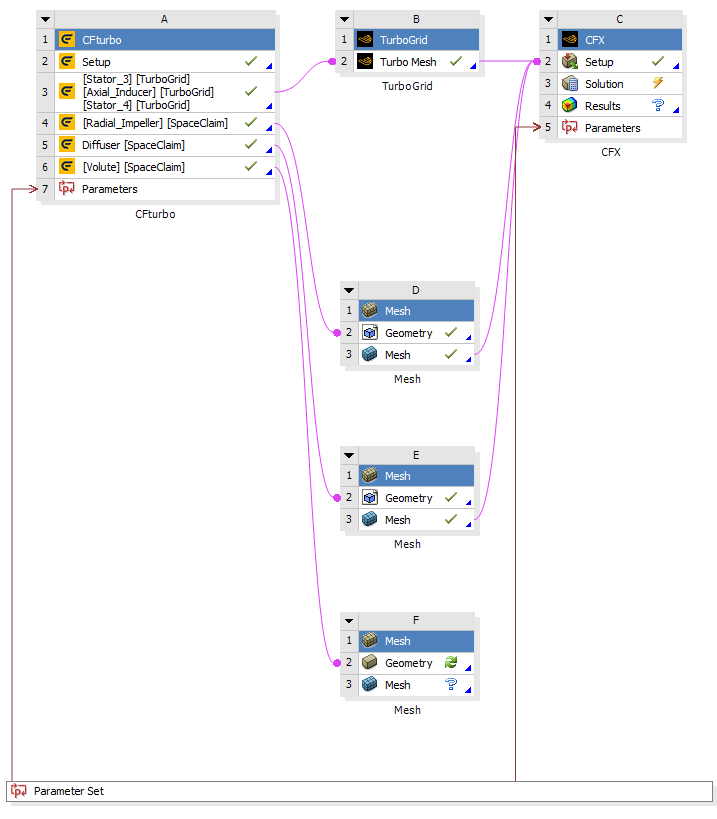 A
1 CFturbo
2 Setup
3 [Stator_3] [TurboGrid]
[Axial_Inducer] [TurboGrid]
[Stator_4] [TurboGrid]
4 [Radial_Impeller] [SpaceClaim]
5 Diffuser [SpaceClaim]
6 [Volute] [SpaceClaim]
7 Parameters
CFturbo
B
1 TurboGrid
2 Turbo Mesh
TurboGrid
C
1 CFX
2 Setup
3 Solution
4 Results
5 Parameters
CFX
D
1 Mesh
2 Geometry
3 Mesh
Mesh
E
1 Mesh
2 Geometry
3 Mesh
Mesh
F
1 Mesh
2 Geometry
3 Mesh
Mesh
Parameter Set